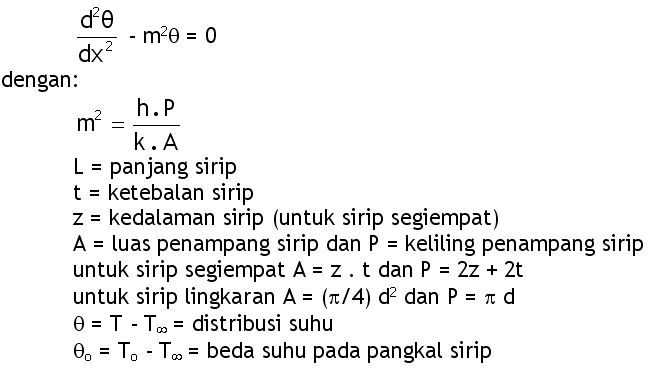 d²θ/dx² - m²θ = 0
dengan:
m² = h.P / k.A
L = panjang sirip
t = ketebalan sirip
z = kedalaman sirip (untuk sirip segiempat)
A = luas penampang sirip dan P = keliling penampang sirip
untuk sirip segiempat A = z . t dan P = 2z + 2t
untuk sirip lingkaran A = (π/4) d² dan P = π d
θ = T - T∞ = distribusi suhu
θₒ = Tₒ - T∞ = beda suhu pada pangkal sirip